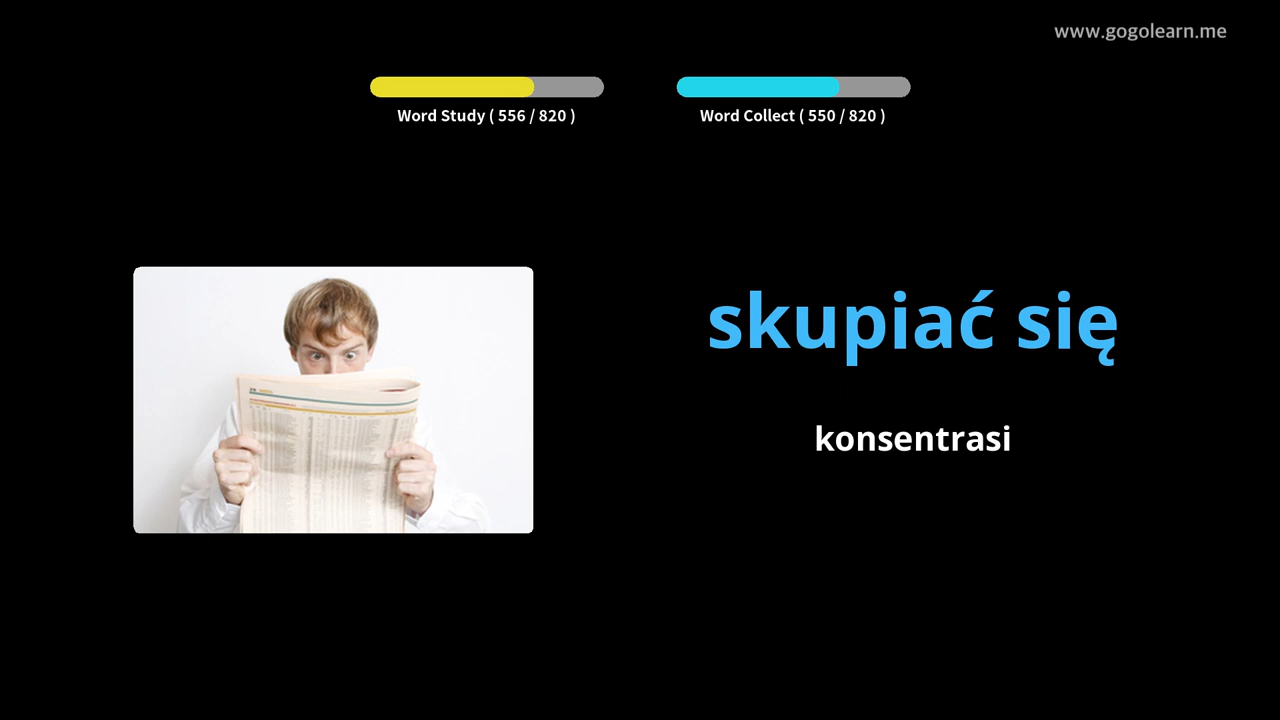 www.gogolearn.me
Word Study ( 556 / 820 )
Word Collect ( 550 / 820 )
skupiać się
konsentrasi